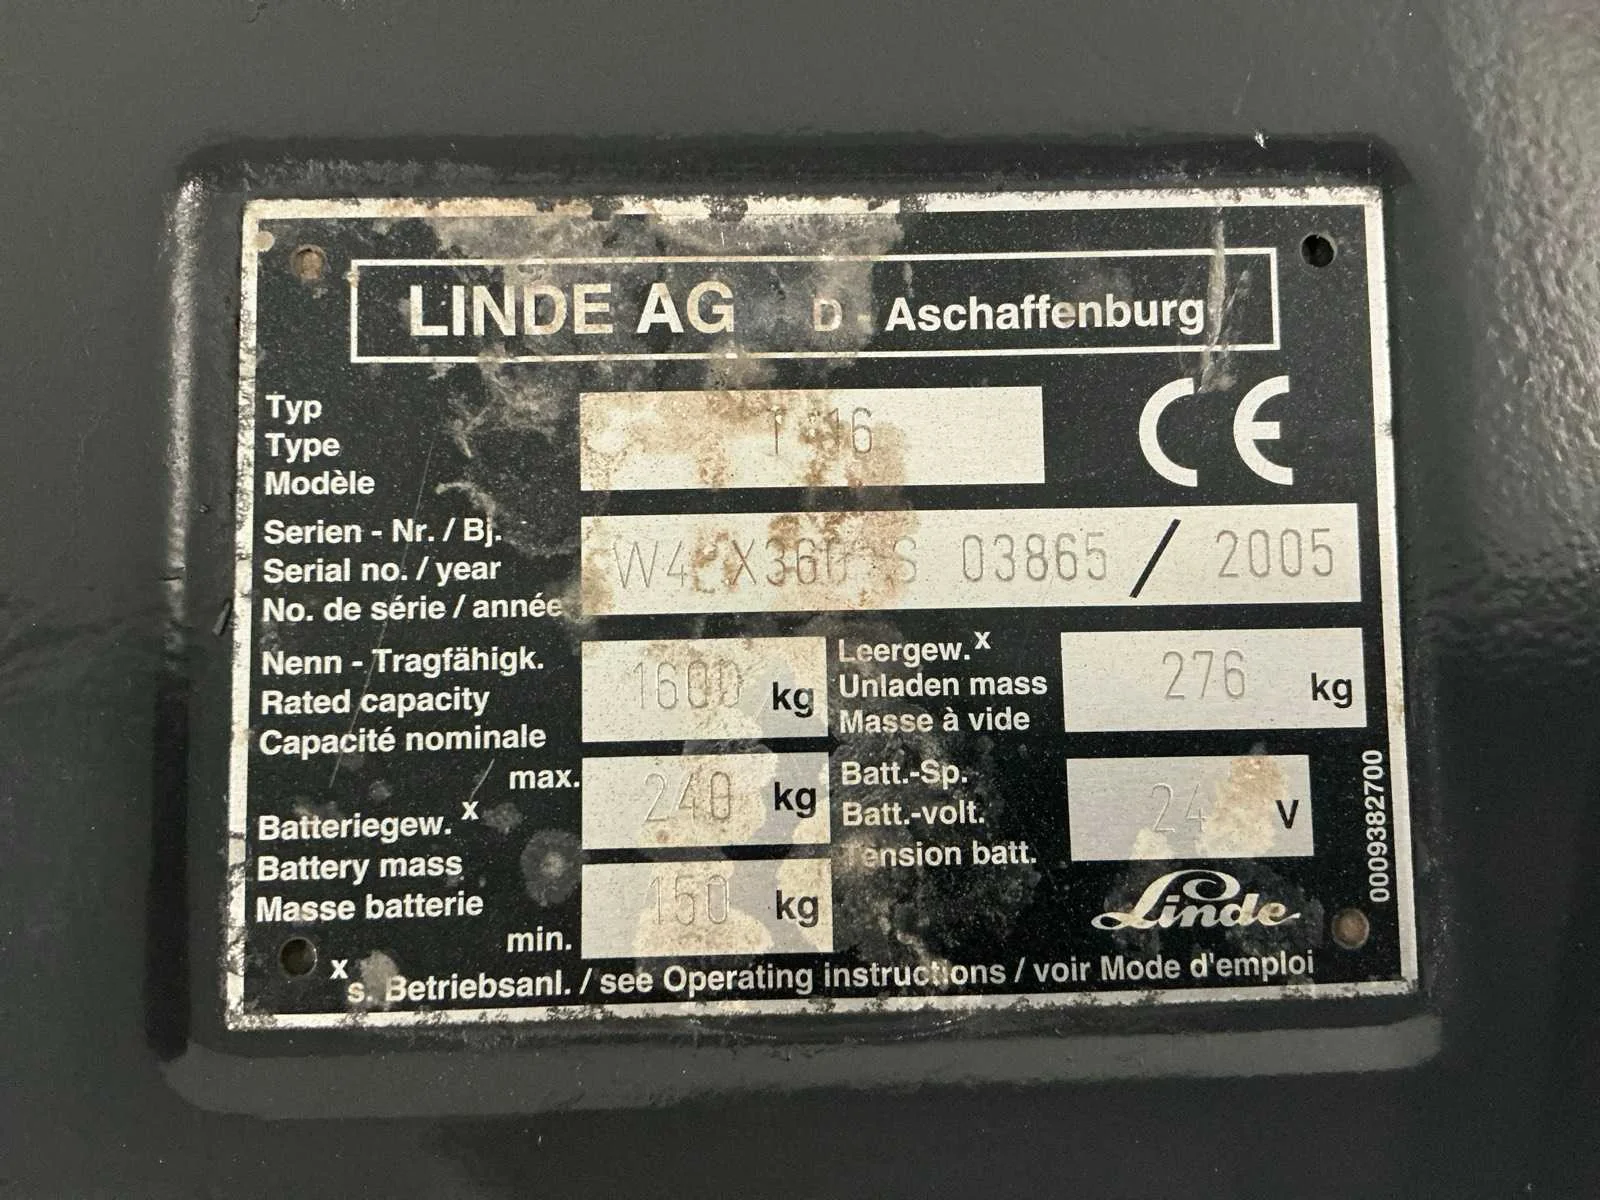 LINDE AG D - Aschaffenburg
Typ
Type
Modèle
T 16
CE
Serien - Nr. / Bj.
Serial no. / year
No. de série / année
03865 / 2005
Nenn - Tragfähigk.
Rated capacity
Capacité nominale
1600 kg
Leergew. x
Unladen mass
Masse à vide
276 kg
max.
240 kg
Batteriegew. x
Battery mass
Masse batterie
min.
150 kg
Batt.-Sp.
Batt.-volt.
Tension batt.
24 V
Linde
0009382700
x s. Betriebsanl. / see Operating instructions / voir Mode d'emploi